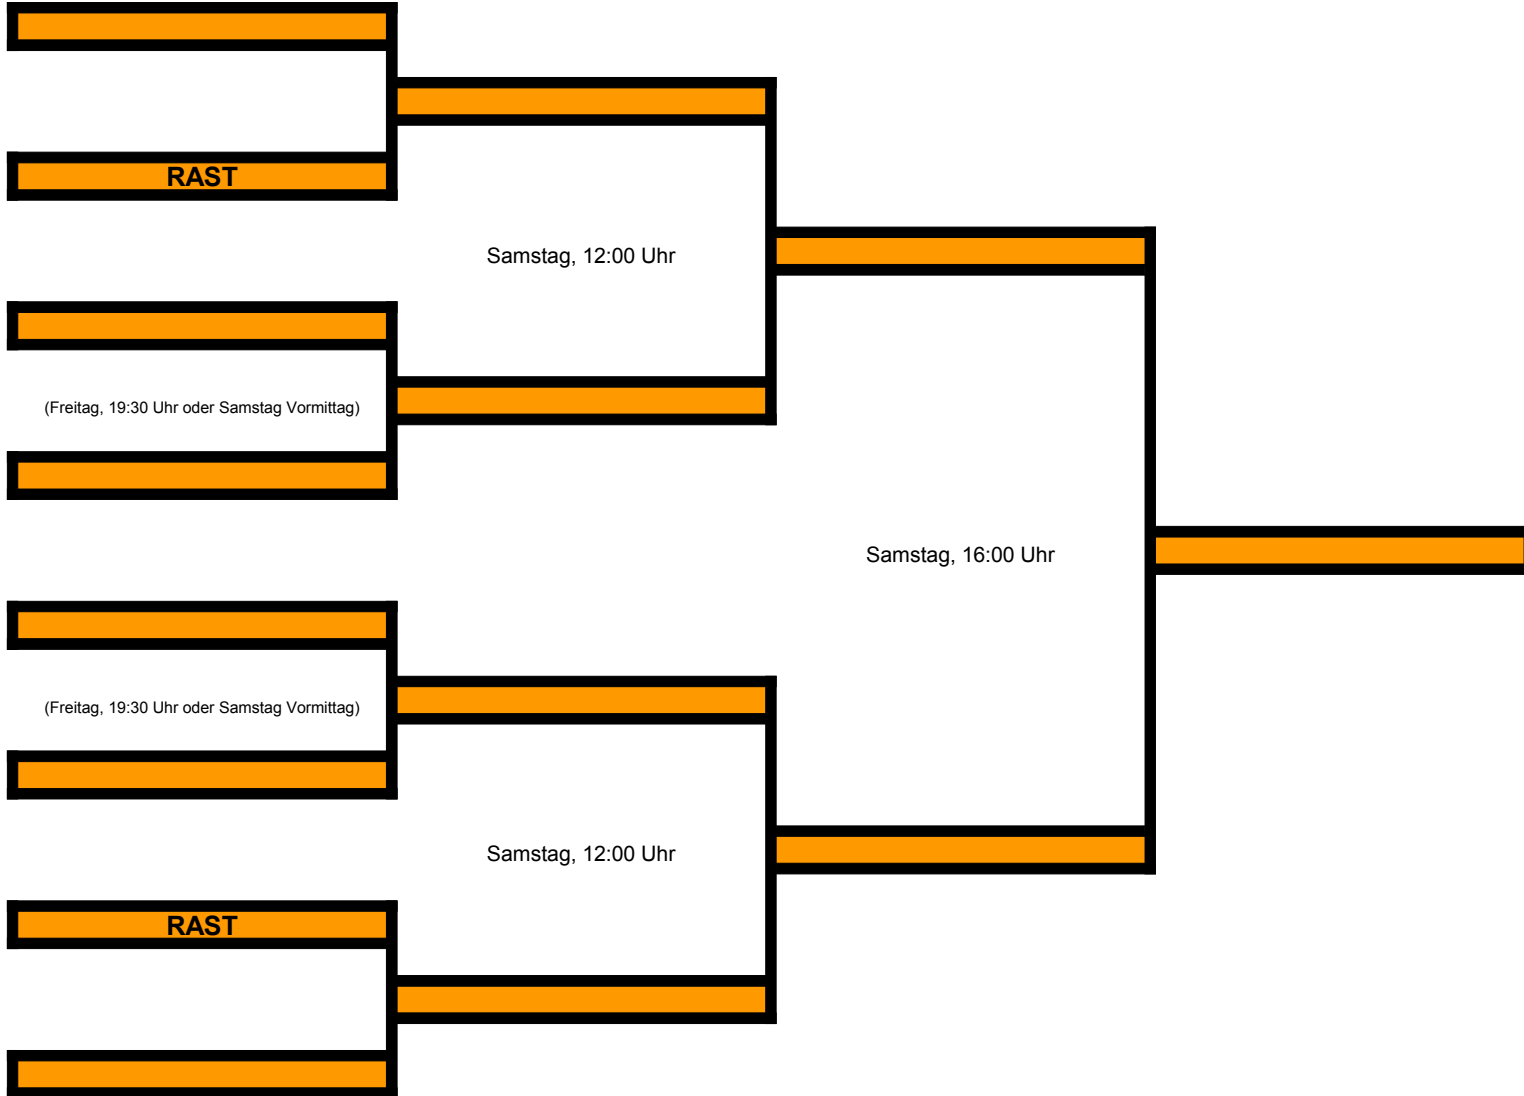 RAST
Samstag, 12:00 Uhr
(Freitag, 19:30 Uhr oder Samstag Vormittag)
Samstag, 16:00 Uhr
(Freitag, 19:30 Uhr oder Samstag Vormittag)
Samstag, 12:00 Uhr
RAST